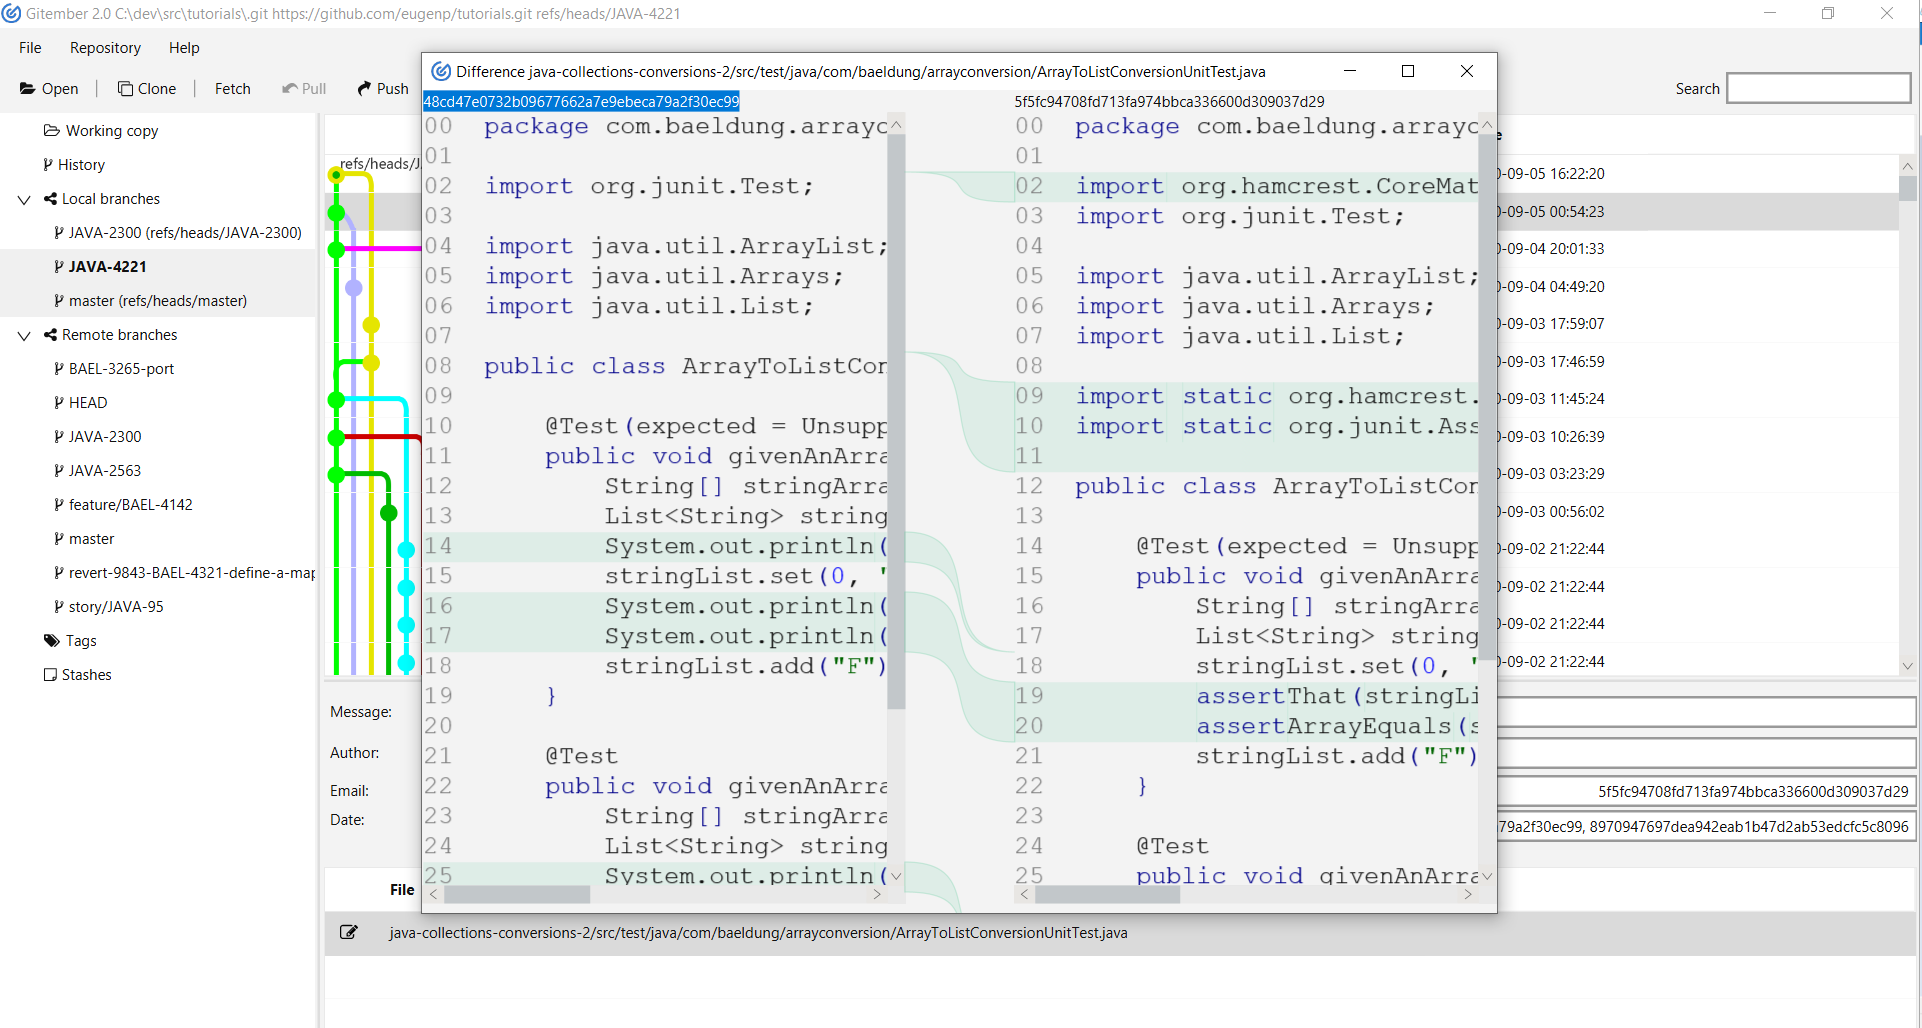 Gitember 2.0 C:\dev\src\tutorials\.git https://github.com/eugenp/tutorials.git refs/heads/JAVA-4221
File Repository Help
Open Clone Fetch Pull Push
Search
Working copy
History
Local branches
JAVA-2300 (refs/heads/JAVA-2300)
JAVA-4221
master (refs/heads/master)
Remote branches
BAEL-3265-port
HEAD
JAVA-2300
JAVA-2563
feature/BAEL-4142
master
revert-9843-BAEL-4321-define-a-map
story/JAVA-95
Tags
Stashes
refs/heads/J
Difference java-collections-conversions-2/src/test/java/com/baeldung/arrayconversion/ArrayToListConversionUnitTest.java
48cd47e0732b09677662a7e9ebeca79a2f30ec99
00 package com.baeldung.arrayc
01
02 import org.junit.Test;
03
04 import java.util.ArrayList;
05 import java.util.Arrays;
06 import java.util.List;
07
08 public class ArrayToListCon
09
10 @Test(expected = Unsupp
11 public void givenAnArra
12 String[] stringArra
13 List<String> string
14 System.out.println(
15 stringList.set(0, "
16 System.out.println(
17 System.out.println(
18 stringList.add("F")
19 }
20
21 @Test
22 public void givenAnArra
23 String[] stringArra
24 List<String> string
25 System.out.println(
5f5fc94708fd713fa974bbca336600d309037d29
00 package com.baeldung.arrayc
01
02 import org.hamcrest.CoreMat
03 import org.junit.Test;
04
05 import java.util.ArrayList;
06 import java.util.Arrays;
07 import java.util.List;
08
09 import static org.hamcrest.
10 import static org.junit.Ass
11
12 public class ArrayToListCon
13
14 @Test(expected = Unsupp
15 public void givenAnArra
16 String[] stringArra
17 List<String> string
18 stringList.set(0, "
19 assertThat(stringLi
20 assertArrayEquals(s
21 stringList.add("F")
22 }
23
24 @Test
25 public void givenAnArra
e
0-09-05 16:22:20
0-09-05 00:54:23
0-09-04 20:01:33
0-09-04 04:49:20
0-09-03 17:59:07
0-09-03 17:46:59
0-09-03 11:45:24
0-09-03 10:26:39
0-09-03 03:23:29
0-09-03 00:56:02
0-09-02 21:22:44
0-09-02 21:22:44
0-09-02 21:22:44
0-09-02 21:22:44
Message:
Author:
Email:
5f5fc94708fd713fa974bbca336600d309037d29
Date:
79a2f30ec99, 8970947697dea942eab1b47d2ab53edcfc5c8096
File
java-collections-conversions-2/src/test/java/com/baeldung/arrayconversion/ArrayToListConversionUnitTest.java